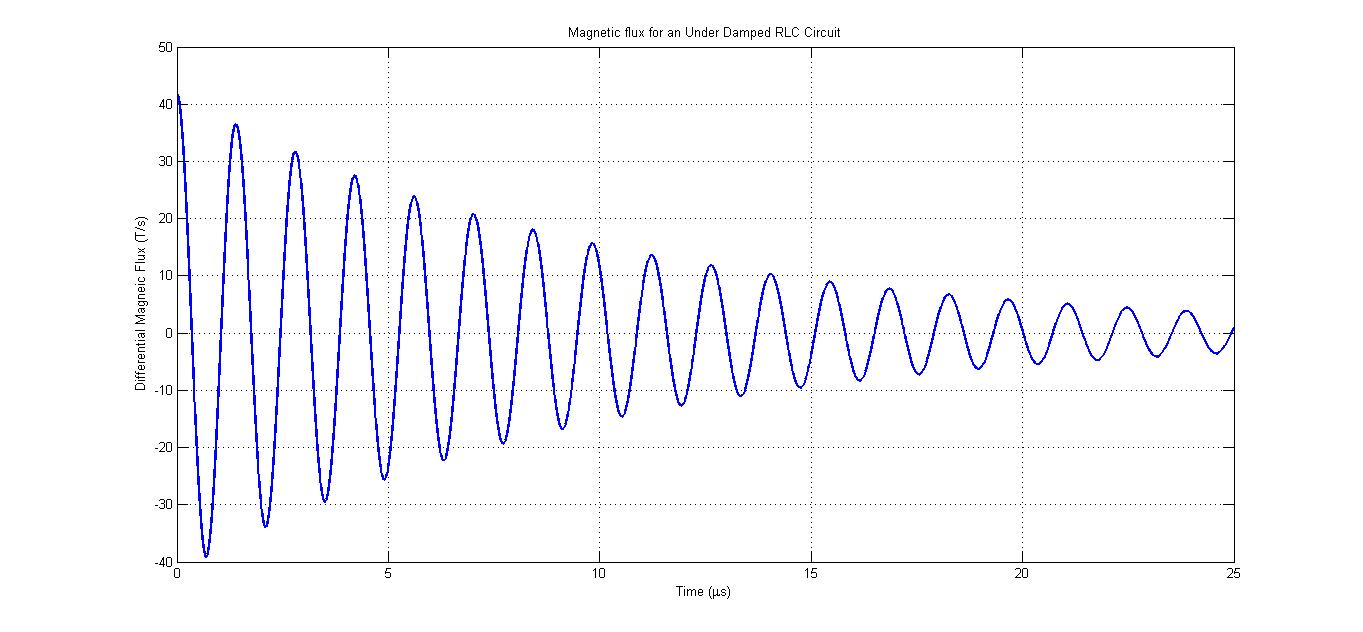 Magnetic flux for an Under Damped RLC Circuit
50
40
30
20
10
0
-10
-20
-30
-40
Differential Magneic Flux (T/s)
0 5 10 15 20 25
Time (μs)